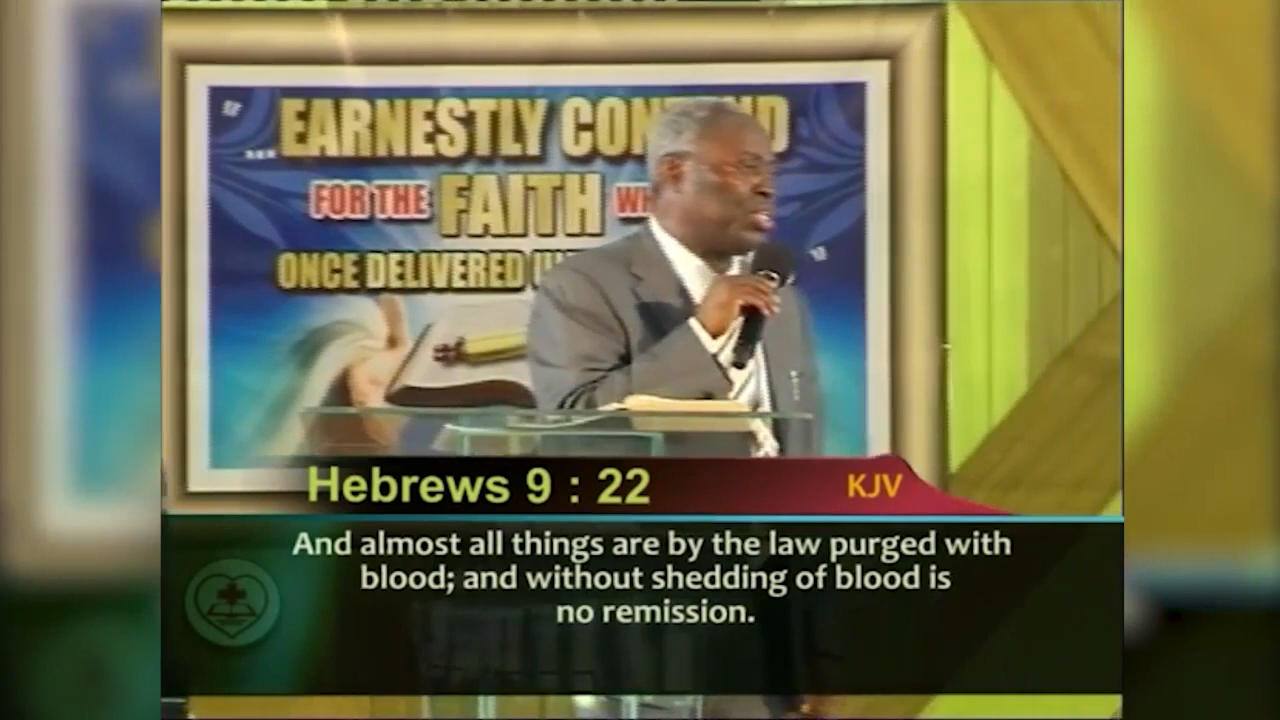 ...EARNESTLY CON
FOR THE FAITH
ONCE DELIVERED
Hebrews 9 : 22
KJV
And almost all things are by the law purged with
blood; and without shedding of blood is
no remission.